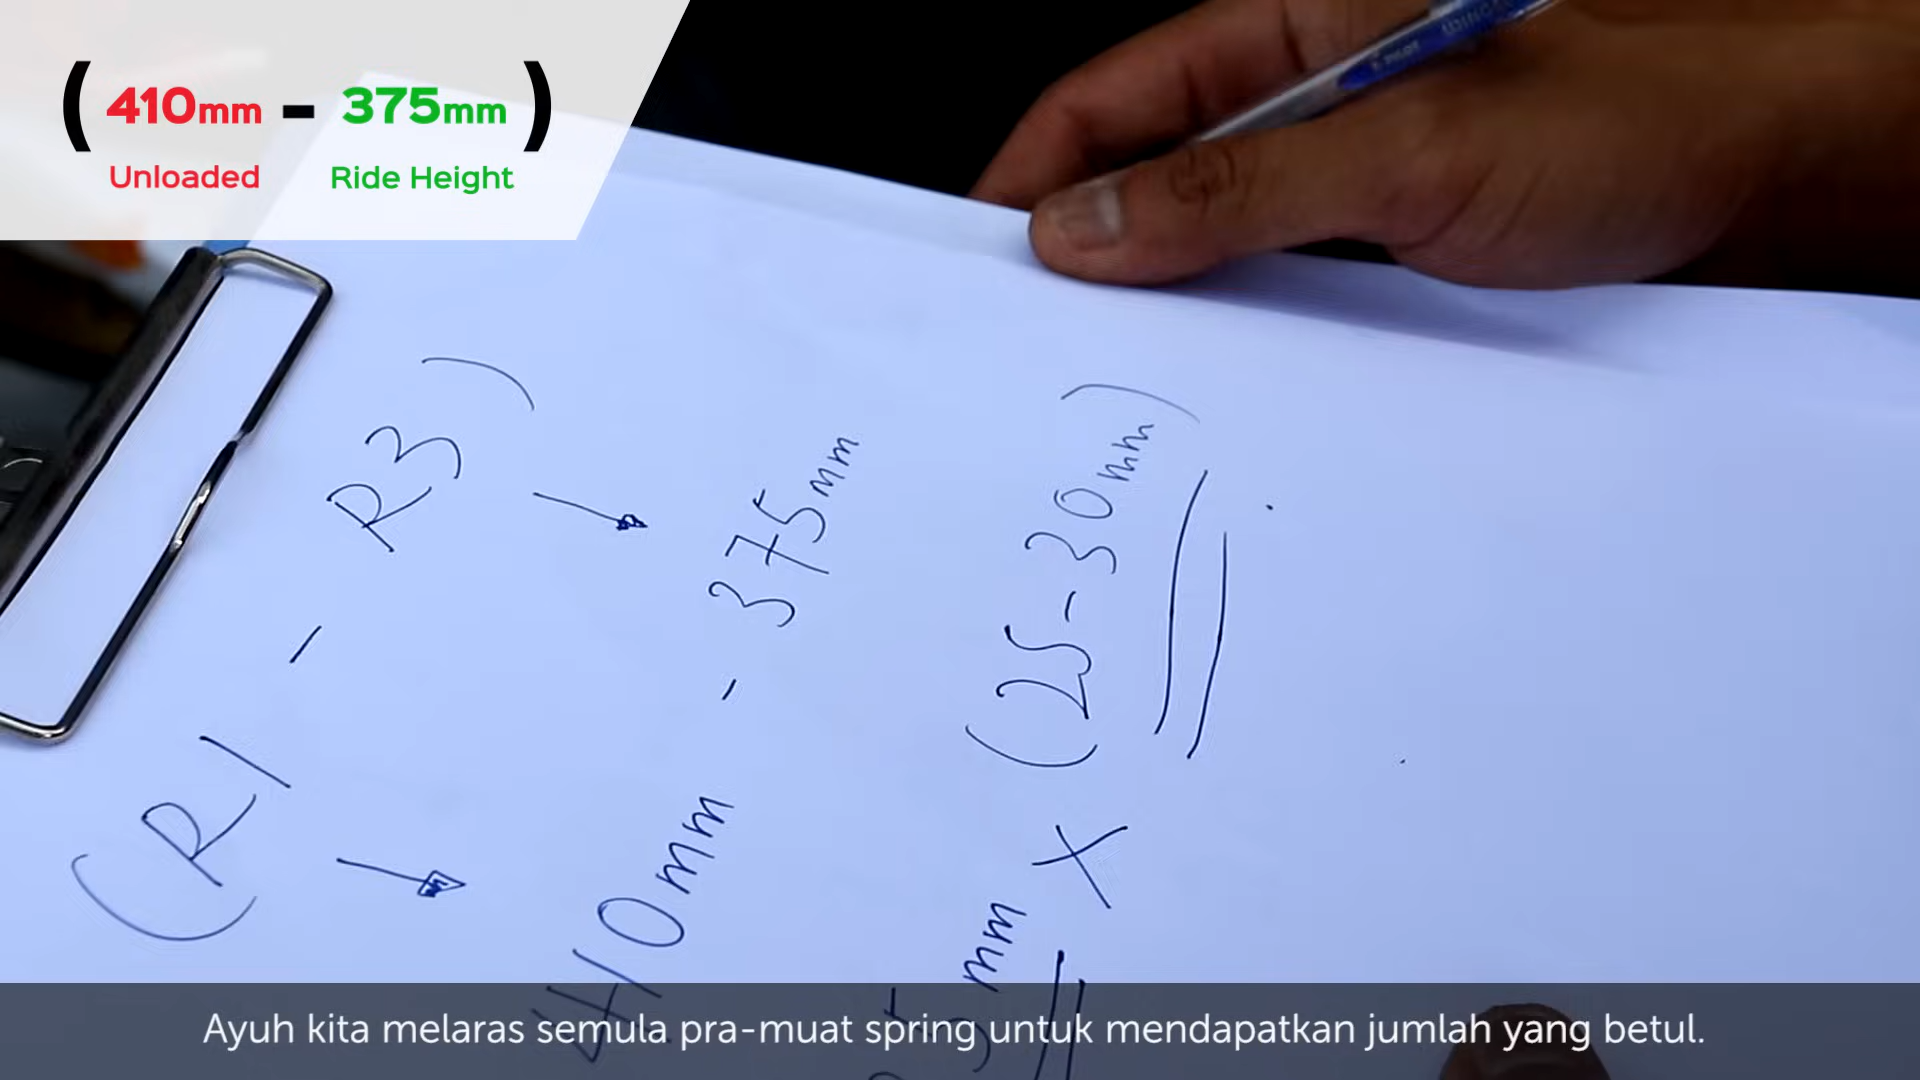 ( 410mm - 375mm )
Unloaded Ride Height
(R1 - R3)
410mm - 375mm
35mm X (25-30mm)
Ayuh kita melaras semula pra-muat spring untuk mendapatkan jumlah yang betul.